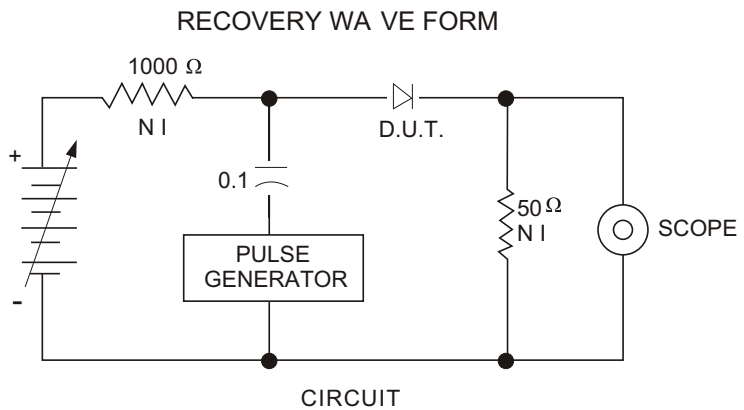 RECOVERY WA VE FORM
1000 Ω
N I
D.U.T.
+
0.1
50 Ω
N I
SCOPE
PULSE
GENERATOR
-
CIRCUIT